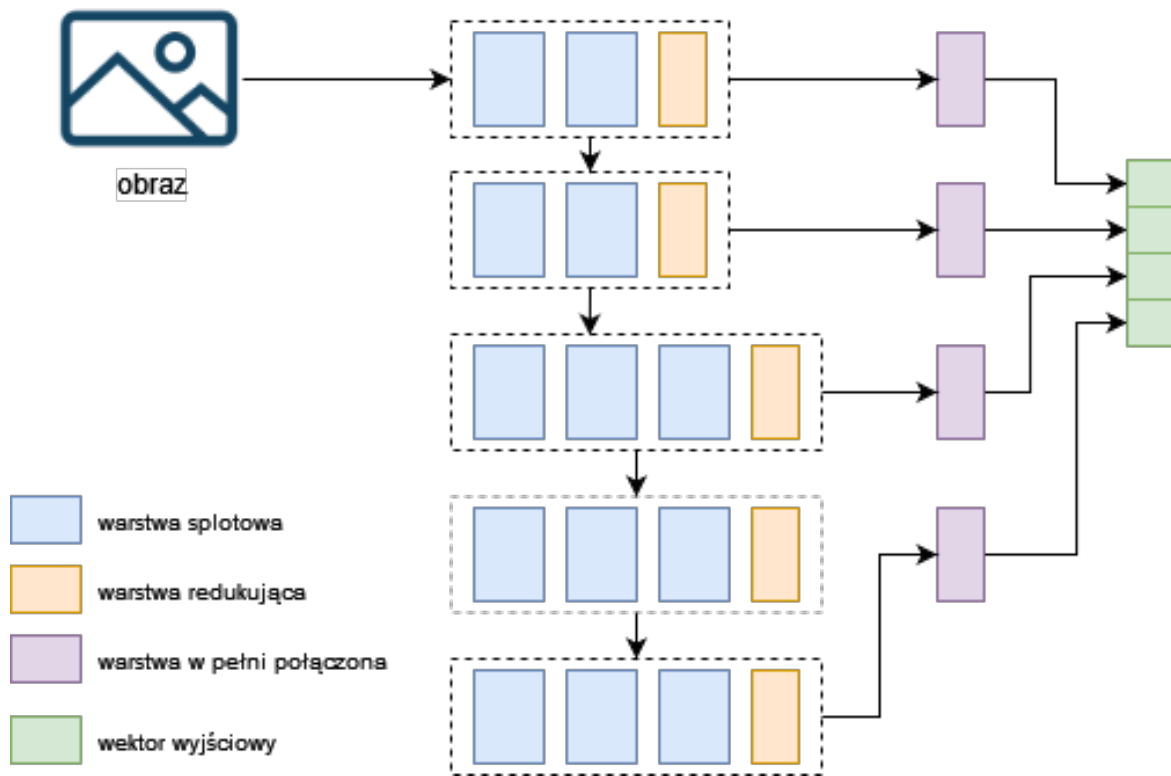 obraz
warstwa splotowa
warstwa redukująca
warstwa w pełni połączona
wektor wyjściowy